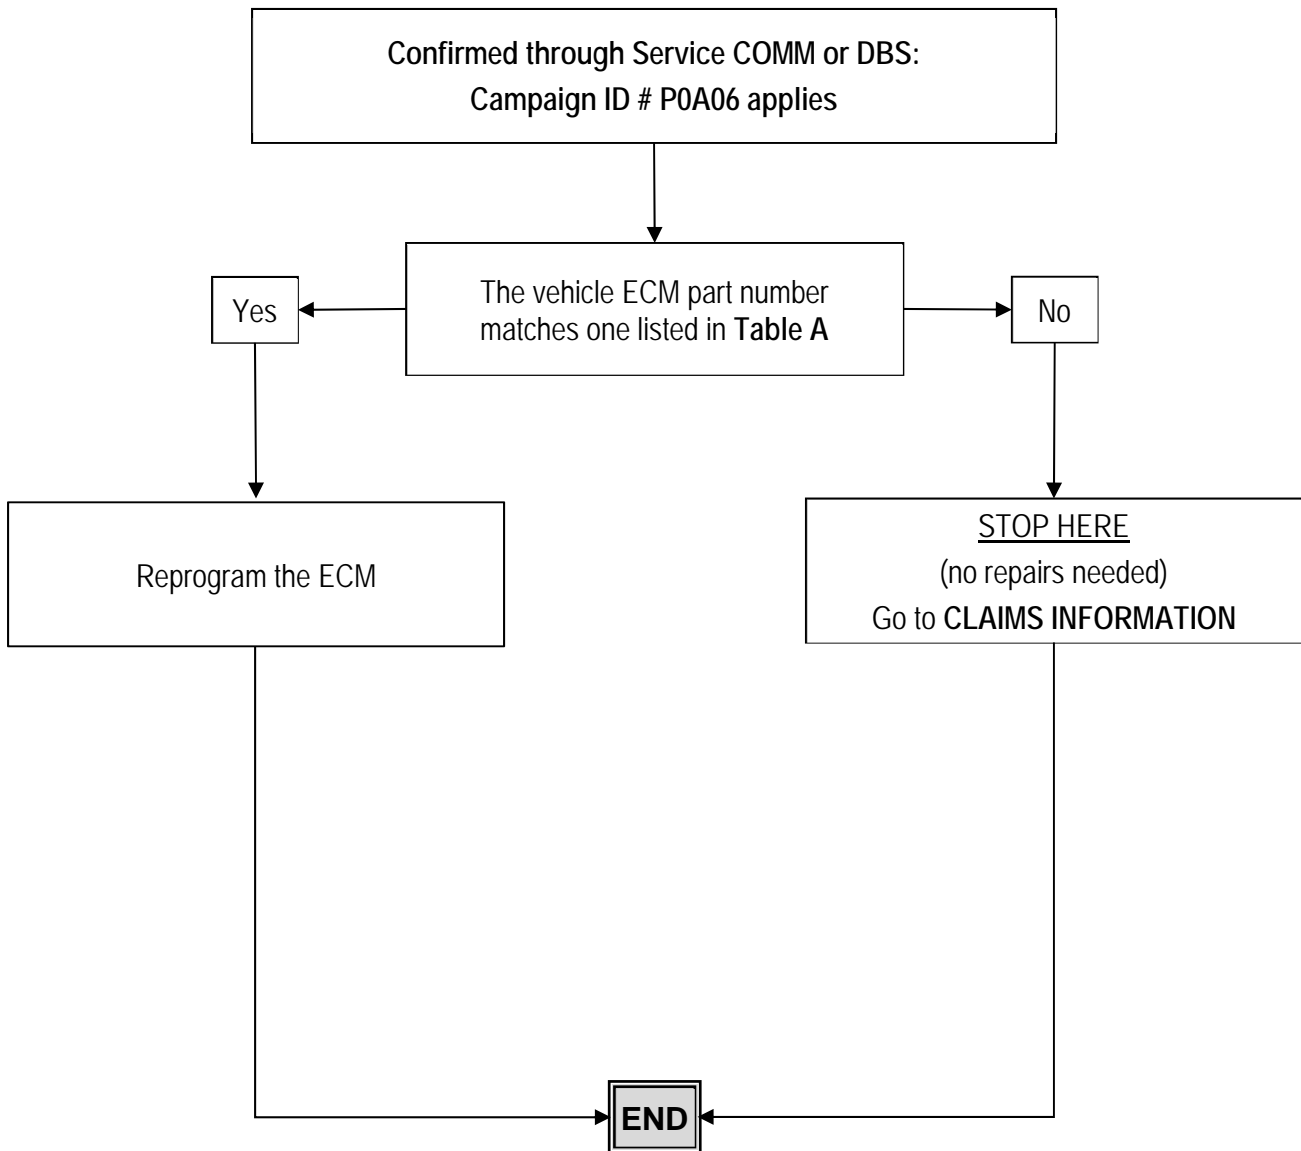 Confirmed through Service COMM or DBS:
Campaign ID # P0A06 applies
The vehicle ECM part number
matches one listed in Table A
Yes
No
Reprogram the ECM
STOP HERE
(no repairs needed)
Go to CLAIMS INFORMATION
END